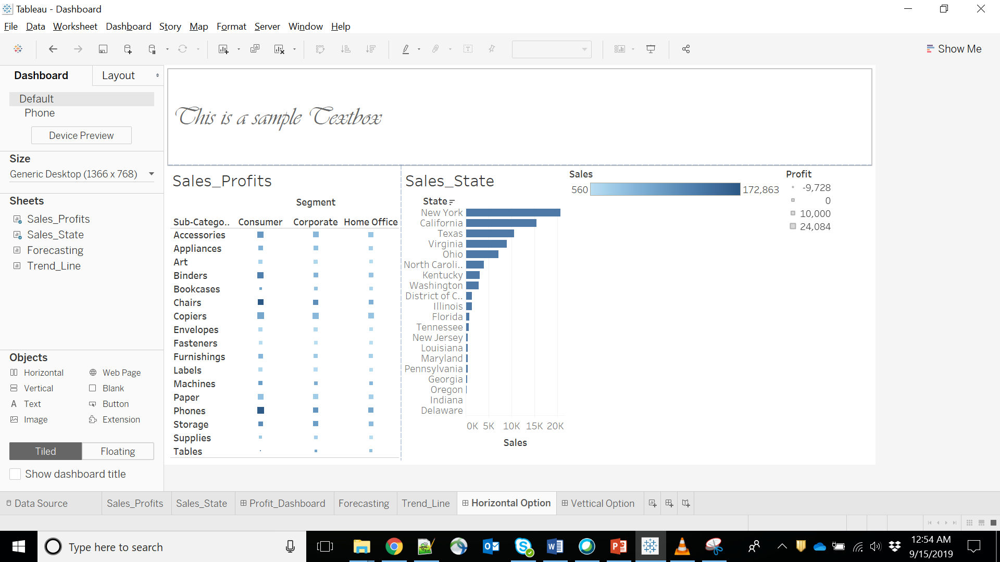 Tableau - Dashboard
File Data Worksheet Dashboard Story Map Format Server Window Help
Show Me
Dashboard Layout
Default
Phone
Device Preview
Size
Generic Desktop (1366 x 768)
Sheets
Sales_Profits
Sales_State
Forecasting
Trend_Line
Objects
Horizontal Web Page
Vertical Blank
A Text Button
Image Extension
Tiled Floating
Show dashboard title
This is a sample Textbox
Sales_Profits
Segment
Sub-Catego.. Consumer Corporate Home Office
Accessories
Appliances
Art
Binders
Bookcases
Chairs
Copiers
Envelopes
Fasteners
Furnishings
Labels
Machines
Paper
Phones
Storage
Supplies
Tables
Sales_State
State
New York
California
Texas
Virginia
Ohio
North Caroli..
Kentucky
Washington
District of C..
Illinois
Florida
Tennessee
New Jersey
Louisiana
Maryland
Pennsylvania
Georgia
Oregon
Indiana
Delaware
0K 5K 10K 15K 20K
Sales
Sales
560 172,863
Profit
-9,728
0
10,000
24,084
Data Source Sales_Profits Sales_State Profit_Dashboard Forecasting Trend_Line Horizontal Option Vettical Option
Type here to search
12:54 AM
9/15/2019